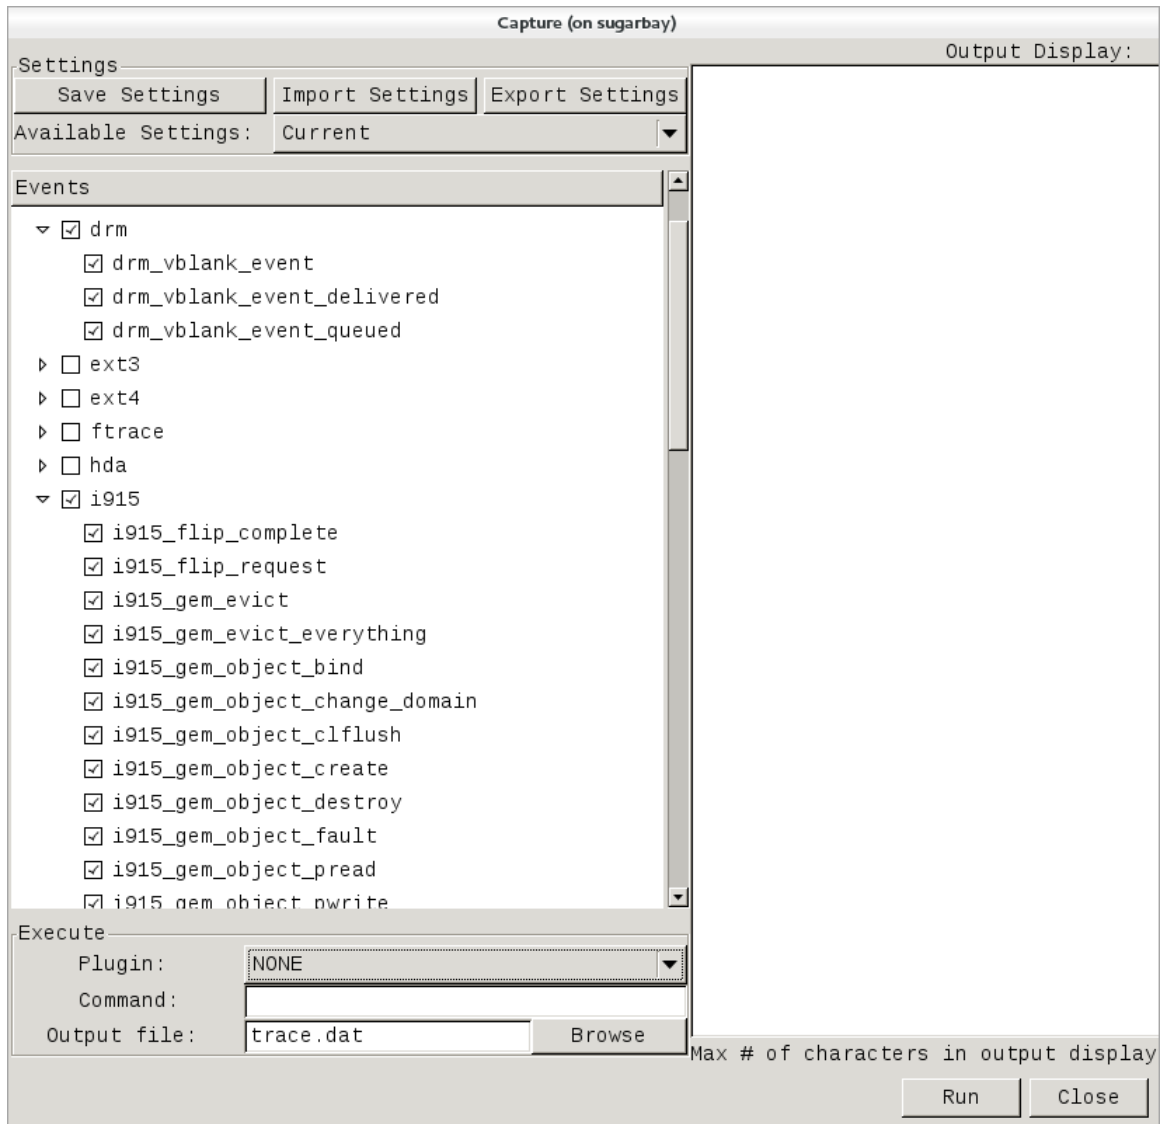 Capture (on sugarbay)
Settings
Save Settings Import Settings Export Settings
Available Settings: Current
Events
drm
drm_vblank_event
drm_vblank_event_delivered
drm_vblank_event_queued
ext3
ext4
ftrace
hda
i915
i915_flip_complete
i915_flip_request
i915_gem_evict
i915_gem_evict_everything
i915_gem_object_bind
i915_gem_object_change_domain
i915_gem_object_clflush
i915_gem_object_create
i915_gem_object_destroy
i915_gem_object_fault
i915_gem_object_pread
i915_gem_object_pwrite
Execute
Plugin: NONE
Command:
Output file: trace.dat Browse
Output Display:
Max # of characters in output display
Run Close